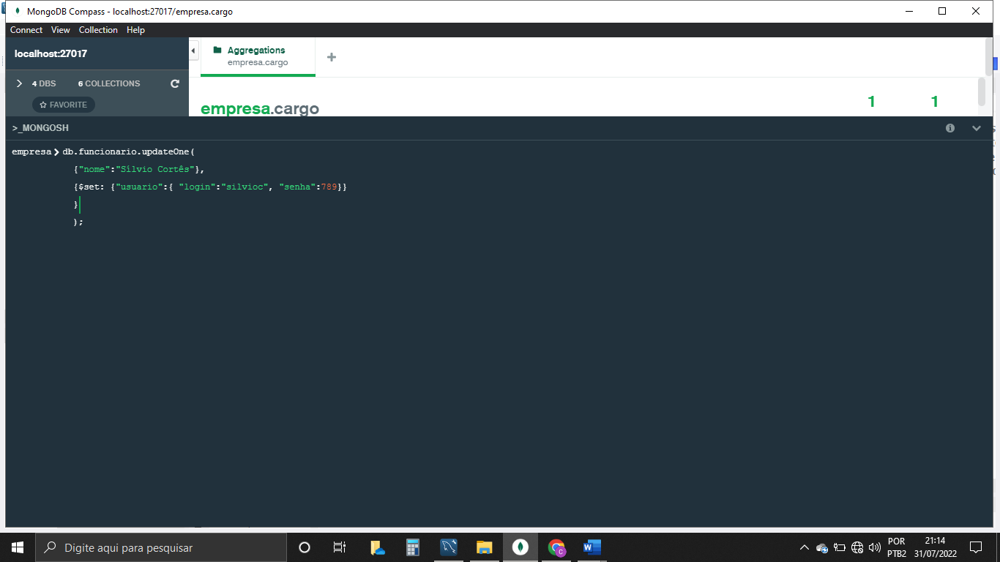 MongoDB Compass - localhost:27017/empresa.cargo
Connect View Collection Help
localhost:27017
4 DBS 6 COLLECTIONS
FAVORITE
Aggregations
empresa.cargo
empresa.cargo
1 1
>_MONGOSH
empresa> db.funcionario.updateOne(
{"nome":"Sílvio Cortês"},
{$set: {"usuario":{ "login":"silvioc", "senha":789}}
}
);
Digite aqui para pesquisar
POR
PTB2
21:14
31/07/2022